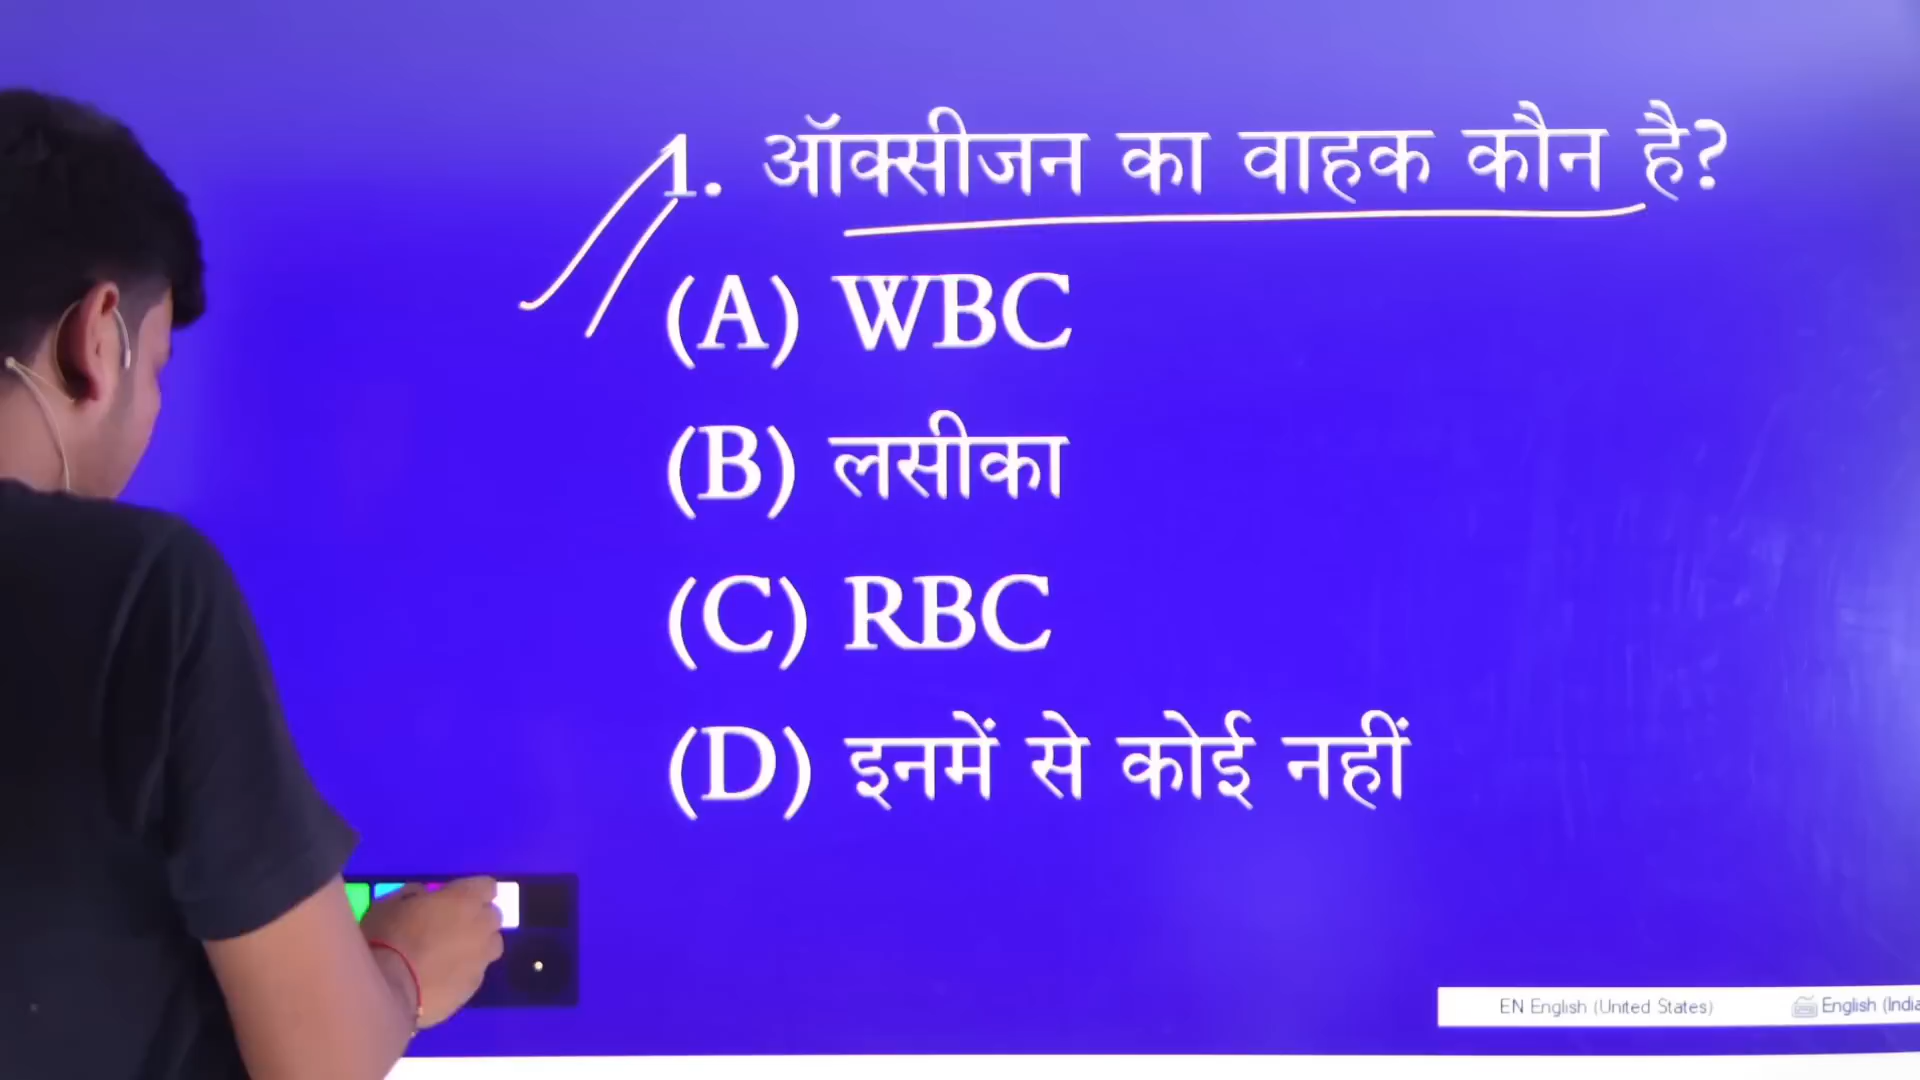 1. ऑक्सीजन का वाहक कौन है?
(A) WBC
(B) लसीका
(C) RBC
(D) इनमें से कोई नहीं
EN English (United States)
English (India